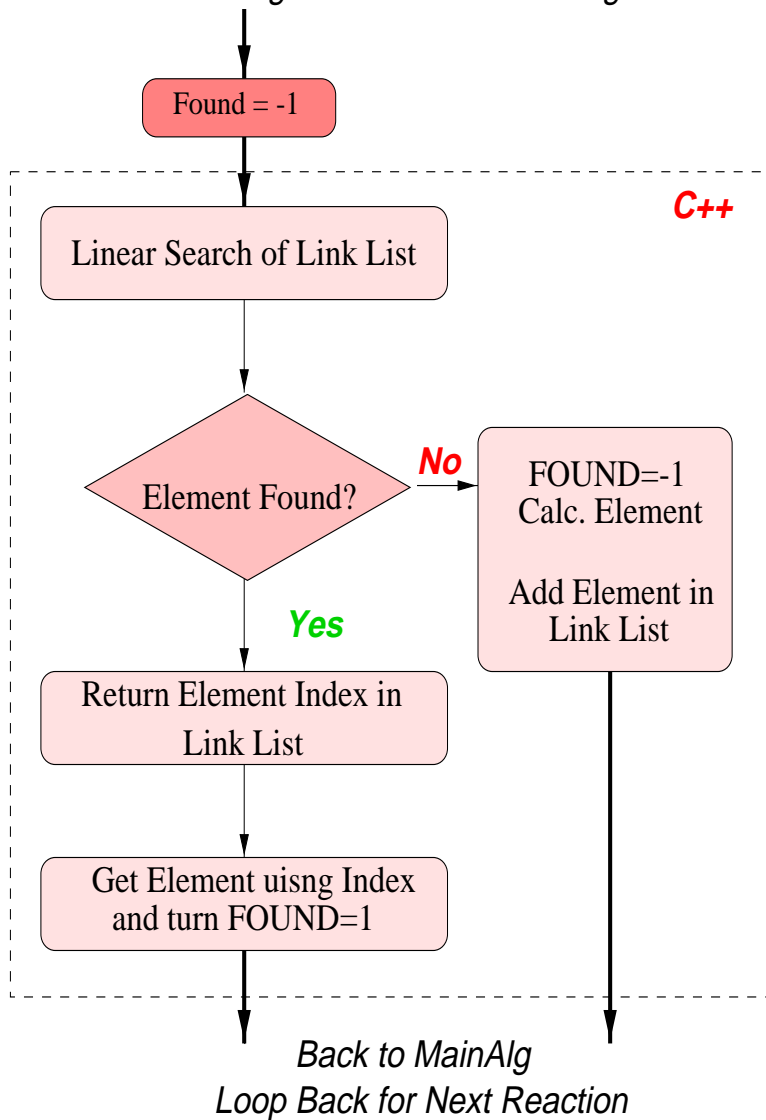 Found = -1
C++
Linear Search of Link List
Element Found?
No
FOUND=-1
Calc. Element
Add Element in
Link List
Yes
Return Element Index in
Link List
Get Element uisng Index
and turn FOUND=1
Back to MainAlg
Loop Back for Next Reaction